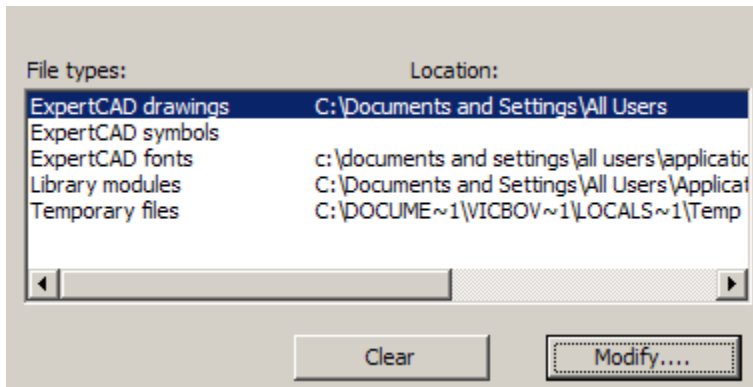 File types: Location:
ExpertCAD drawings C:\Documents and Settings\All Users
ExpertCAD symbols
ExpertCAD fonts c:\documents and settings\all users\applicatic
Library modules C:\Documents and Settings\All Users\Applicat
Temporary files C:\DOCUME~1\VICBOV~1\LOCALS~1\Temp
Clear Modify....